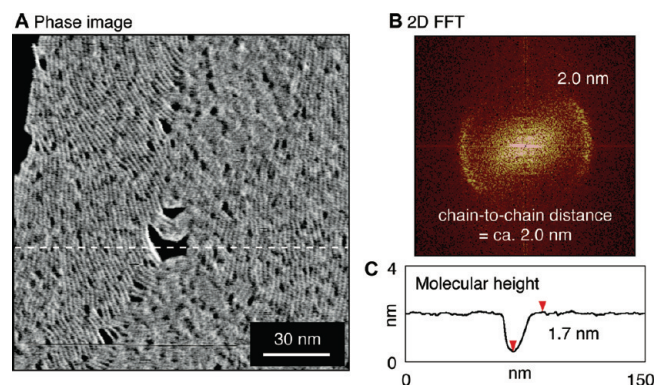 A Phase image
30 nm
B 2D FFT
2.0 nm
chain-to-chain distance
= ca. 2.0 nm
C
4
Molecular height
nm
1.7 nm
0
0
nm
150